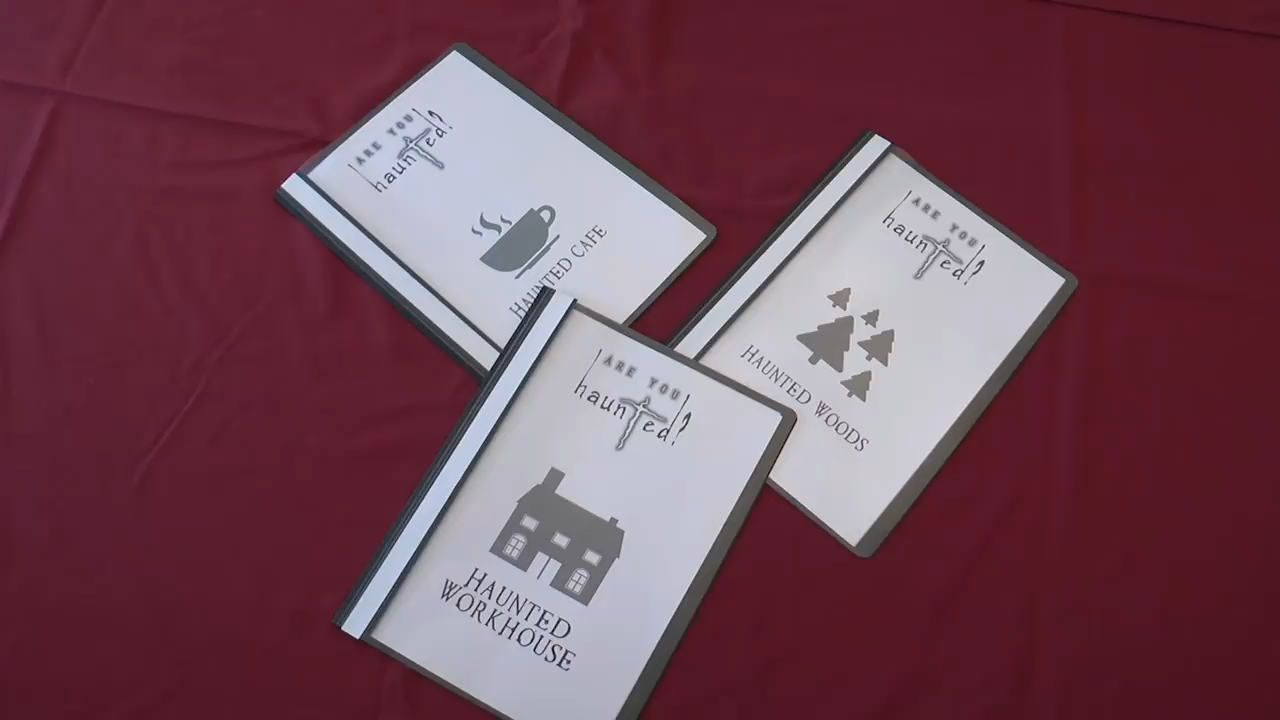 ARE YOU
haunted?
HAUNTED CAFE
ARE YOU
haunted?
HAUNTED WOODS
ARE YOU
haunted?
HAUNTED
WORKHOUSE